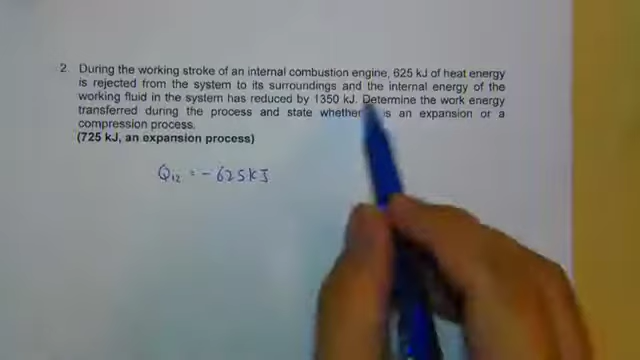 2. During the working stroke of an internal combustion engine, 625 kJ of heat energy
is rejected from the system to its surroundings and the internal energy of the
working fluid in the system has reduced by 1350 kJ. Determine the work energy
transferred during the process and state whether is an expansion or a
compression process.
(725 kJ, an expansion process)
Q12 = -625kJ